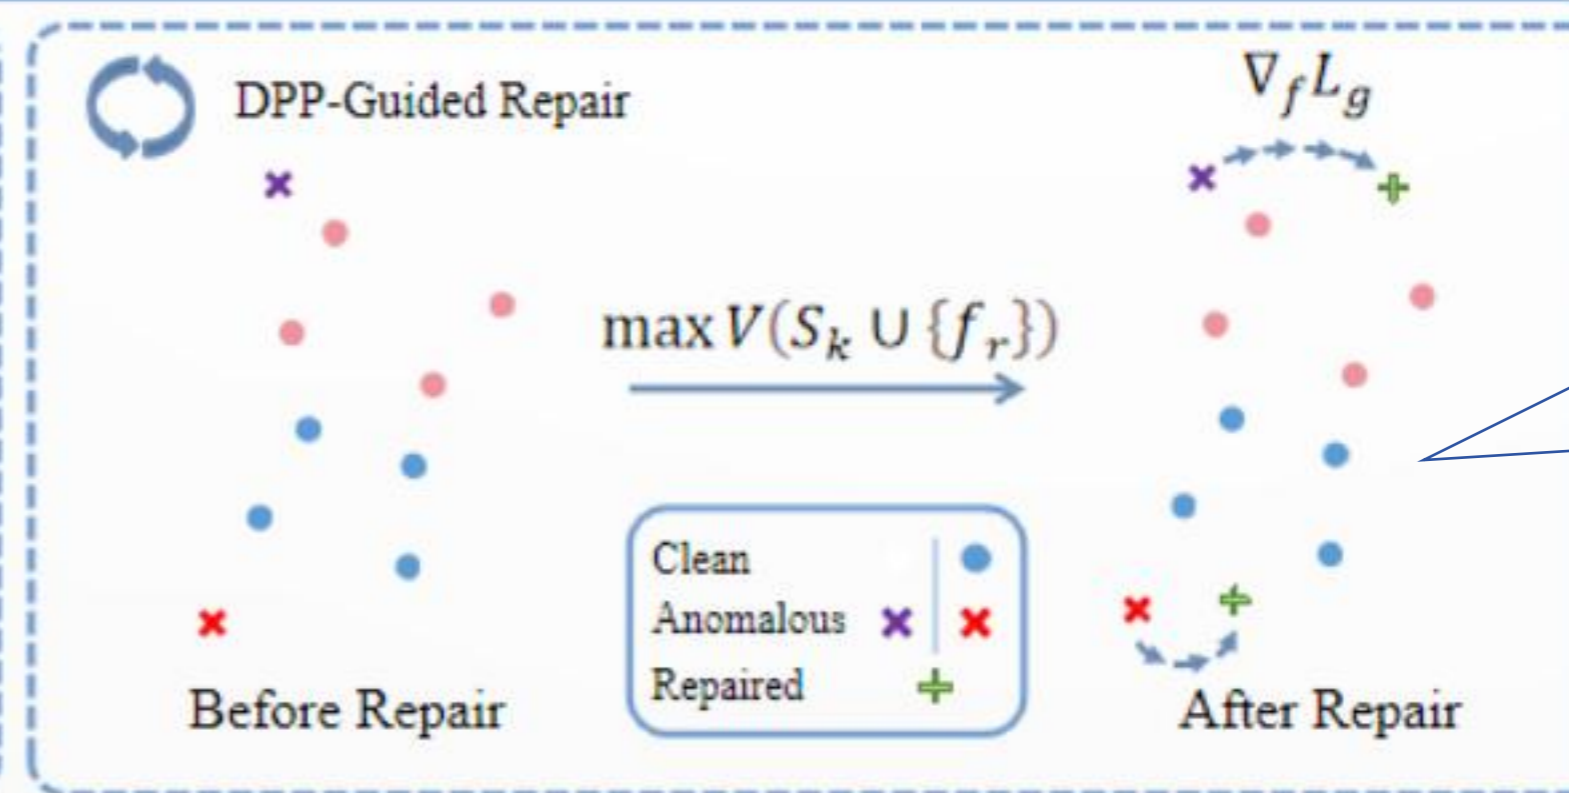 DPP-Guided Repair
∇_f L_g
max V(S_k ∪ {f_r})
Clean
Anomalous
Repaired
Before Repair
After Repair